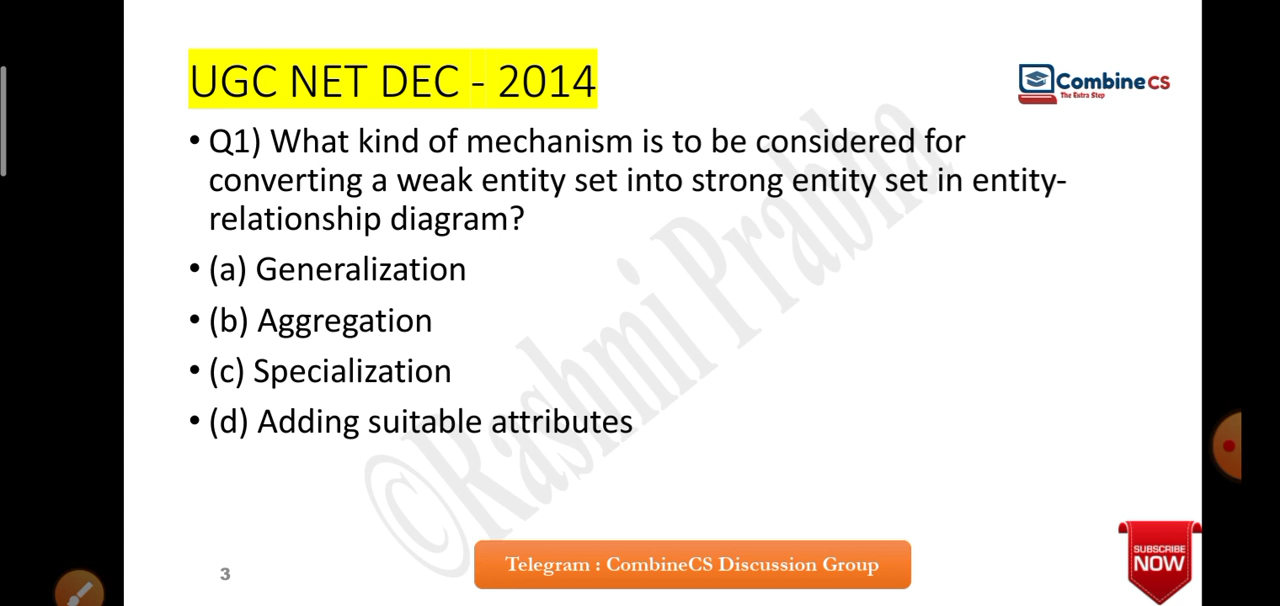 UGC NET DEC - 2014
CombineCS
The Extra Step
• Q1) What kind of mechanism is to be considered for
converting a weak entity set into strong entity set in entity-
relationship diagram?
• (a) Generalization
• (b) Aggregation
• (c) Specialization
• (d) Adding suitable attributes
©Rashmi Prabha
3
Telegram : CombineCS Discussion Group
SUBSCRIBE
NOW